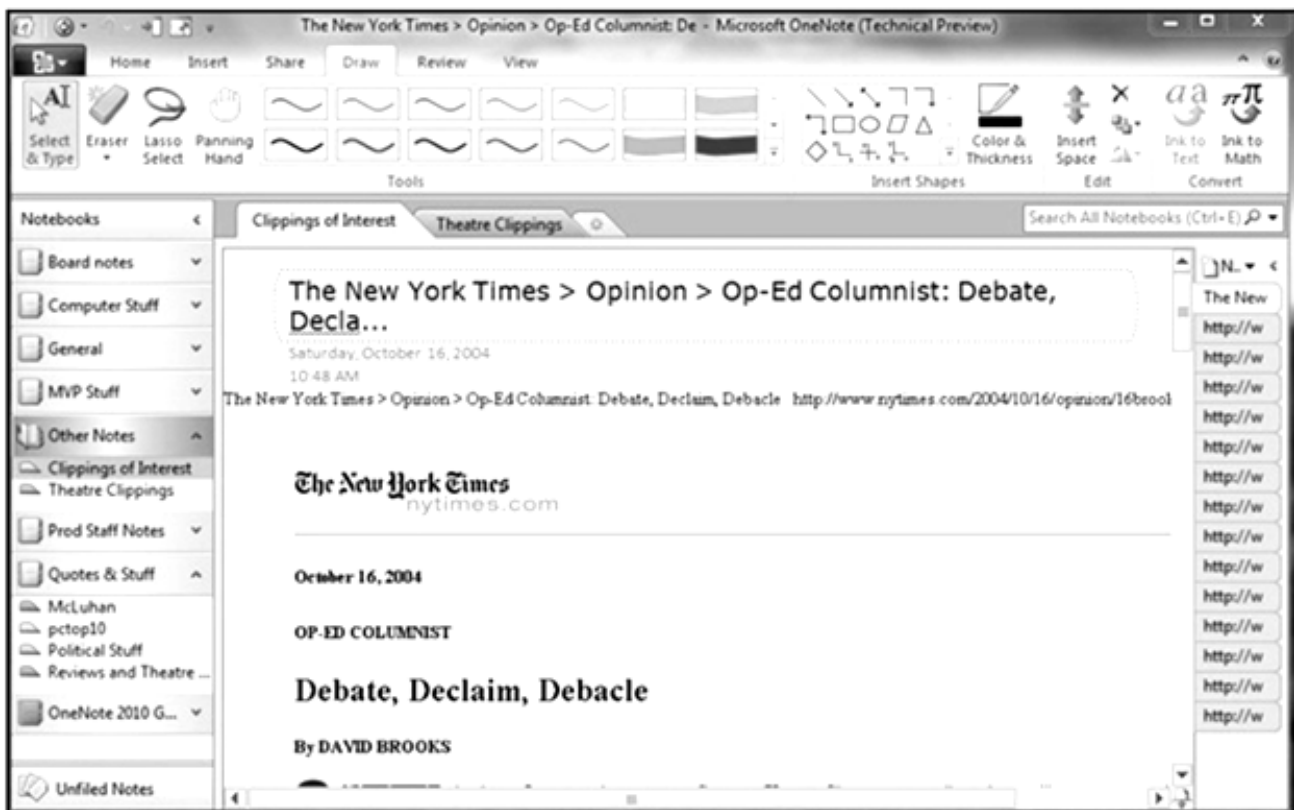 The New York Times > Opinion > Op-Ed Columnist: De - Microsoft OneNote (Technical Preview)
Home Insert Share Draw Review View
Select & Type
Eraser
Lasso Select
Panning Hand
Color & Thickness
Insert Space
Ink to Text
Ink to Math
Tools Insert Shapes Edit Convert
Notebooks
Clippings of Interest Theatre Clippings
Search All Notebooks (Ctrl+E)
Board notes
Computer Stuff
General
MVP Stuff
Other Notes
Clippings of Interest
Theatre Clippings
Prod Staff Notes
Quotes & Stuff
McLuhan
pctop10
Political Stuff
Reviews and Theatre ...
OneNote 2010 G...
Unfiled Notes
The New York Times > Opinion > Op-Ed Columnist: Debate,
Decla...
Saturday, October 16, 2004
10:48 AM
The New York Times > Opinion > Op-Ed Columnist: Debate, Declaim, Debacle http://www.nytimes.com/2004/10/16/opinion/16brool
The New York Times
nytimes.com
October 16, 2004
OP-ED COLUMNIST
Debate, Declaim, Debacle
By DAVID BROOKS
N..
The New
http://w
http://w
http://w
http://w
http://w
http://w
http://w
http://w
http://w
http://w
http://w
http://w
http://w
http://w